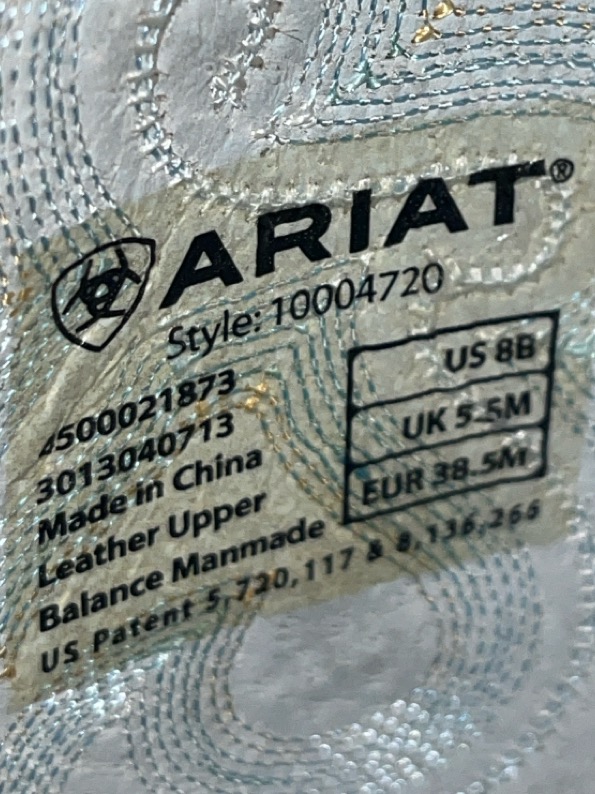 ARIAT®
Style: 10004720
US 8B
UK 5.5M
EUR 38.5M
4500021873
3013040713
Made in China
Leather Upper
Balance Manmade
US Patent 5,720,117 & 8,136,266